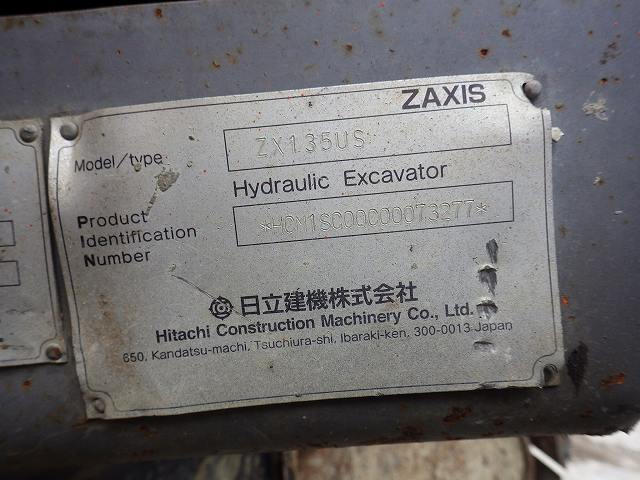 ZAXIS
Model/type ZX135US
Hydraulic Excavator
Product
Identification
Number
*HCM1SC00C00073277*
日立建機株式会社
Hitachi Construction Machinery Co., Ltd.
650, Kandatsu-machi, Tsuchiura-shi, Ibaraki-ken, 300-0013 Japan